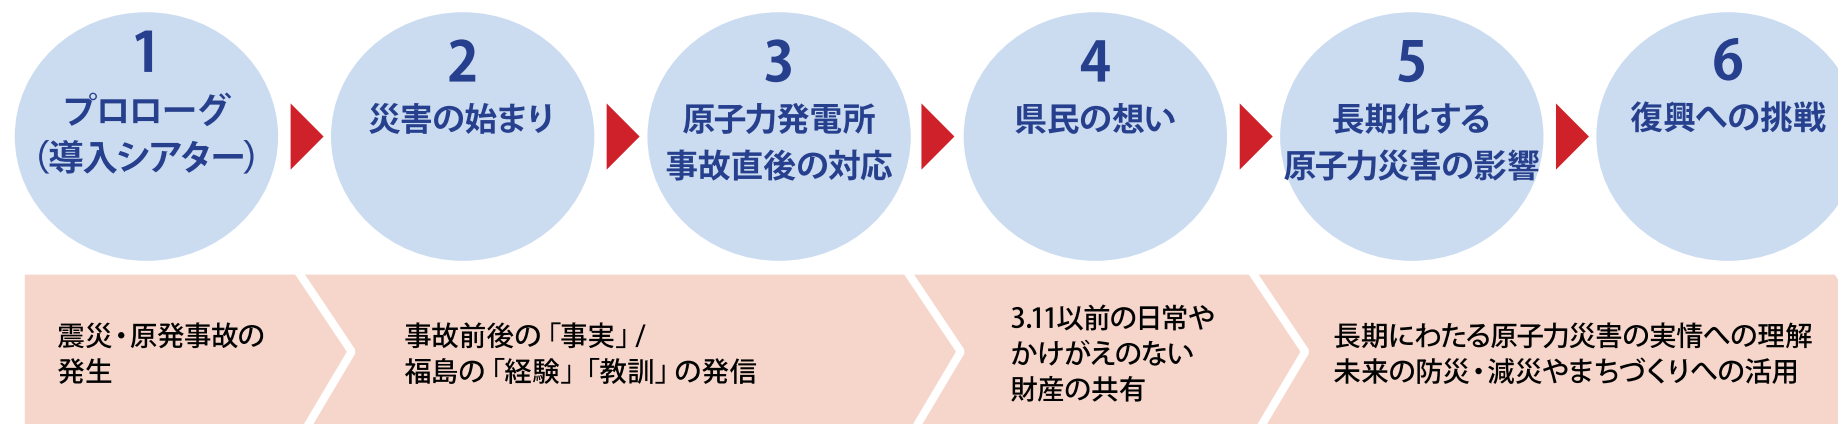 1
プロローグ
（導入シアター）
2
災害の始まり
3
原子力発電所
事故直後の対応
4
県民の想い
5
長期化する
原子力災害の影響
6
復興への挑戦
震災・原発事故の
発生
事故前後の「事実」/
福島の「経験」「教訓」の発信
3.11以前の日常や
かけがえのない
財産の共有
長期にわたる原子力災害の実情への理解
未来の防災・減災やまちづくりへの活用